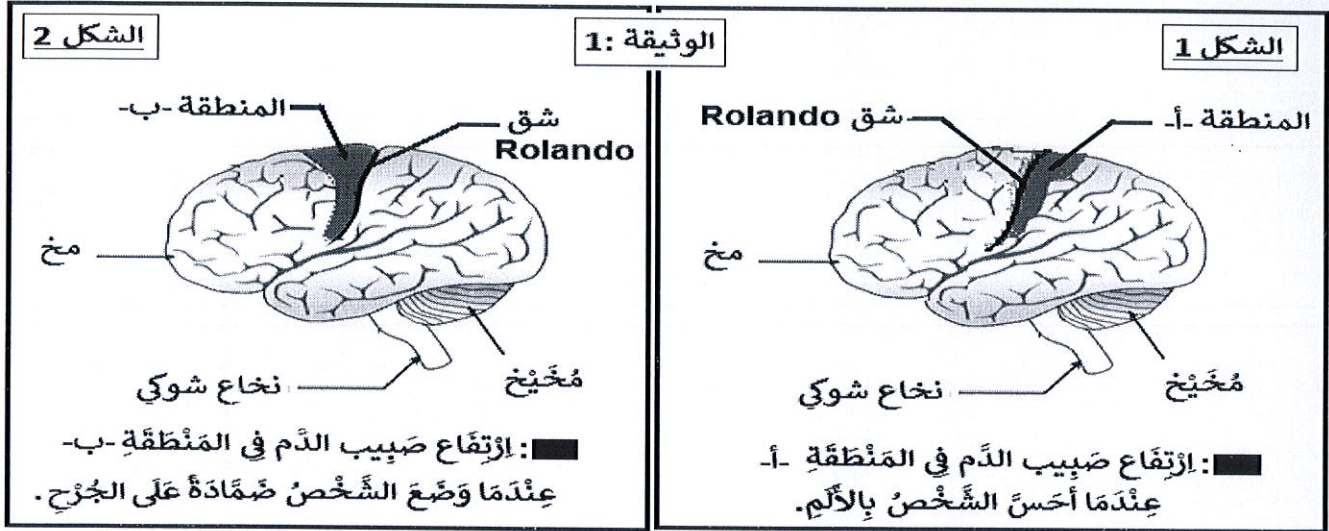 الشكل 1
الوثيقة :1
الشكل 2
المنطقة -أ-
شق Rolando
مخ
مُخَيْخ
نخاع شوكي
■: اِرْتِفَاع صَبِيب الدَّم فِي المَنْطَقَةِ -أ-
عِنْدَمَا أحَسَّ الشَّخْصُ بِالأَلَمِ.
المنطقة -ب-
شق
Rolando
مخ
مُخَيْخ
نخاع شوكي
■: اِرْتِفَاع صَبِيب الدَّم فِي المَنْطَقَةِ -ب-
عِنْدَمَا وَضَعَ الشَّخْصُ ضَمَّادَةً عَلَى الجُرْحِ.